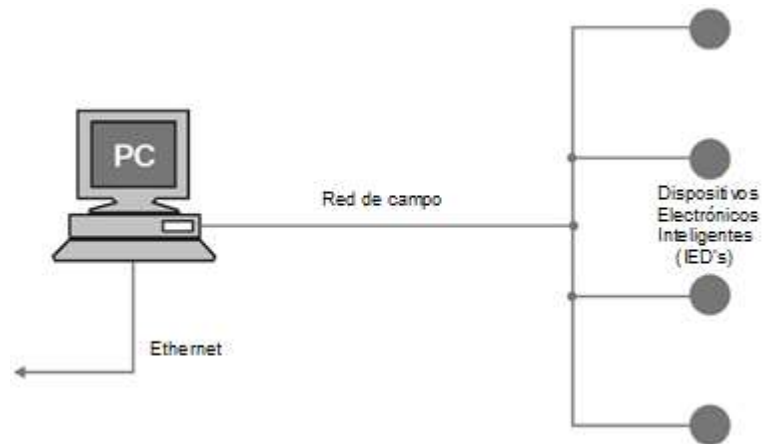 PC
Red de campo
Dispositivos
Electrónicos
Inteligentes
(IED's)
Ethernet